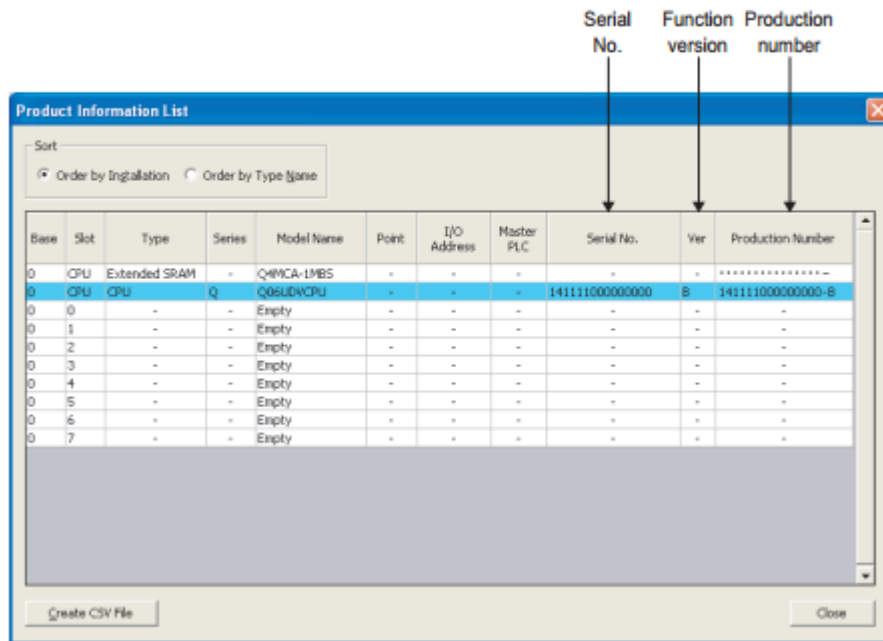 Serial No.
Function version
Production number
Product Information List
Sort
Order by Installation Order by Type Name
Base Slot Type Series Model Name Point I/O Address Master PLC Serial No. Ver Production Number
0 CPU Extended SRAM - Q4MCA-1MBS - - - - - - - - - - - - - - - - - - - -
0 CPU CPU Q Q06UDVCPU - - - 141111000000000 B 141111000000000-B
0 0 - - Empty - - - - - -
0 1 - - Empty - - - - - -
0 2 - - Empty - - - - - -
0 3 - - Empty - - - - - -
0 4 - - Empty - - - - - -
0 5 - - Empty - - - - - -
0 6 - - Empty - - - - - -
0 7 - - Empty - - - - - -
Create CSV File Close